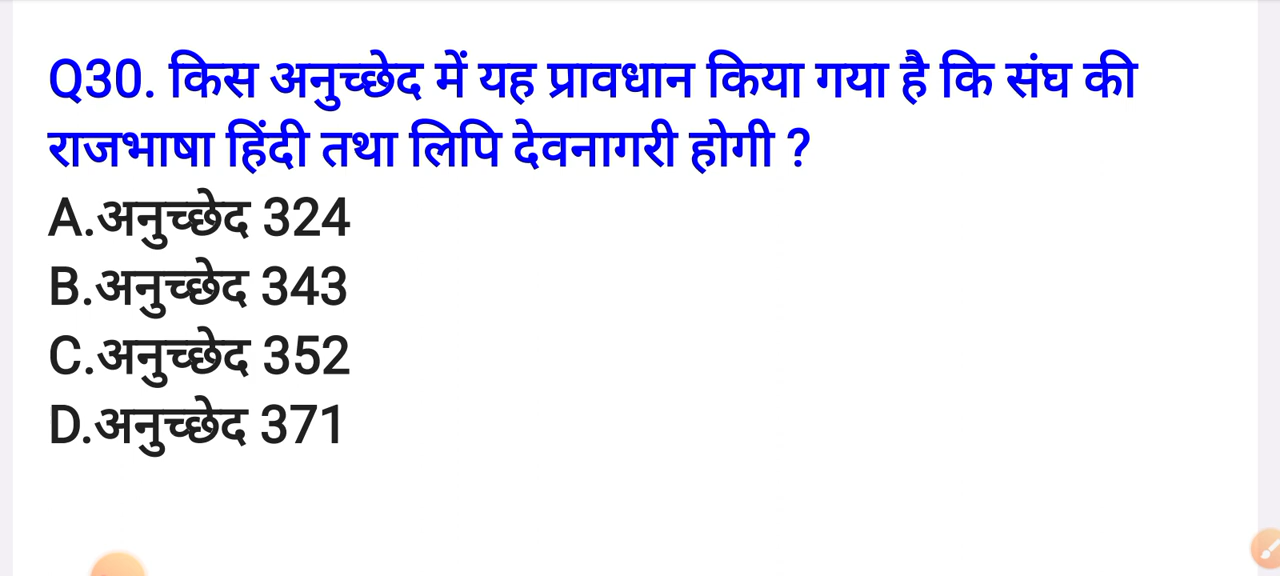 Q30. किस अनुच्छेद में यह प्रावधान किया गया है कि संघ की
राजभाषा हिंदी तथा लिपि देवनागरी होगी ?
A.अनुच्छेद 324
B.अनुच्छेद 343
C.अनुच्छेद 352
D.अनुच्छेद 371